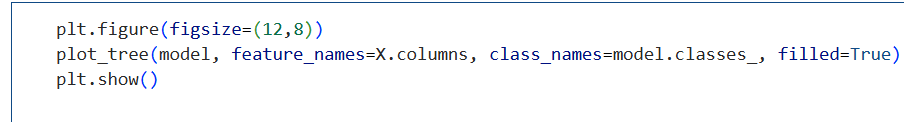 plt.figure(figsize=(12,8))
plot_tree(model, feature_names=X.columns, class_names=model.classes_, filled=True)
plt.show()